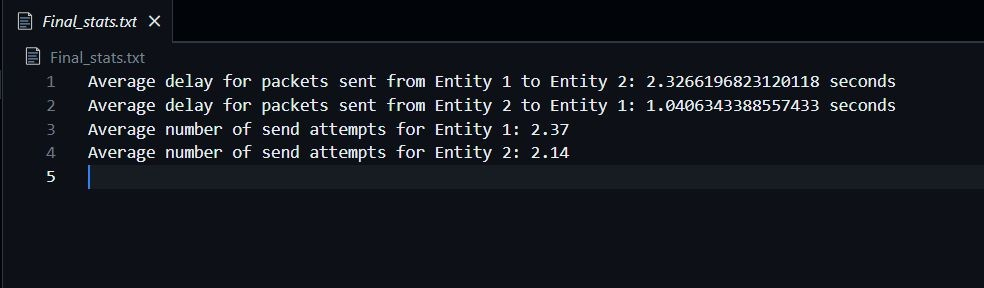 Final_stats.txt
Final_stats.txt
1 Average delay for packets sent from Entity 1 to Entity 2: 2.3266196823120118 seconds
2 Average delay for packets sent from Entity 2 to Entity 1: 1.0406343388557433 seconds
3 Average number of send attempts for Entity 1: 2.37
4 Average number of send attempts for Entity 2: 2.14
5